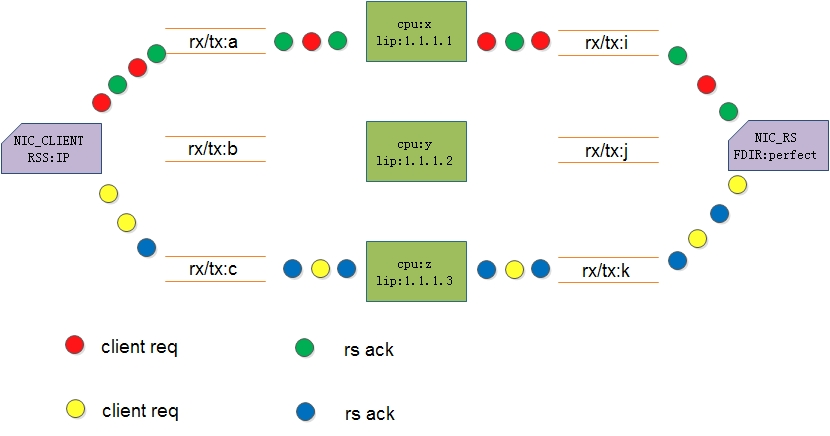 rx/tx:a
cpu:x
lip:1.1.1.1
rx/tx:i
NIC_CLIENT
RSS:IP
rx/tx:b
cpu:y
lip:1.1.1.2
rx/tx:j
NIC_RS
FDIR:perfect
rx/tx:c
cpu:z
lip:1.1.1.3
rx/tx:k
client req
rs ack
client req
rs ack